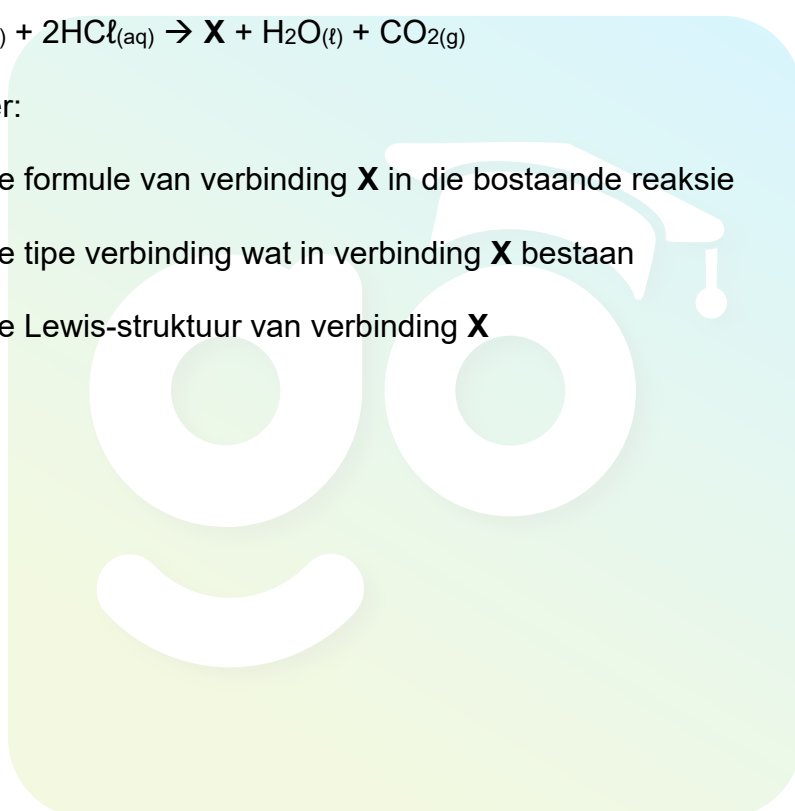 ) + 2HCℓ(aq) → X + H2O(ℓ) + CO2(g)
r:
e formule van verbinding X in die bostaande reaksie
e tipe verbinding wat in verbinding X bestaan
e Lewis-struktuur van verbinding X
go